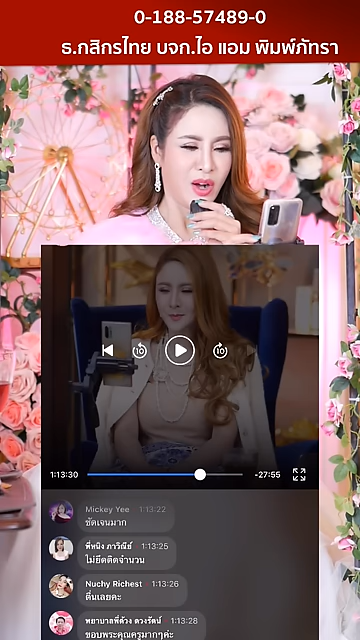 0-188-57489-0
ธ.กสิกรไทย บจก.ไอ แอม พิมพ์ภัทรา
10
10
1:13:30
-27:55
Mickey Yee 1:13:22
ชัดเจนมาก
พี่หนิง ภาวิณีย์ 1:13:25
ไม่ยึดติดจำนวน
Nuchy Richest 1:13:26
ตื่นเลยคะ
พยาบาลพี่ด้วง ดวงรัตน์ 1:13:28
ขอบพระคุณครูมากๆค่ะ